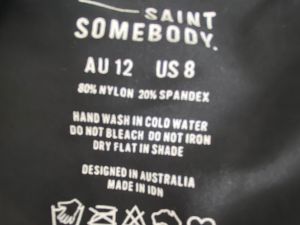 SAINT
SOMEBODY.
AU 12 US 8
80% NYLON 20% SPANDEX
HAND WASH IN COLD WATER
DO NOT BLEACH DO NOT IRON
DRY FLAT IN SHADE
DESIGNED IN AUSTRALIA
MADE IN IDN